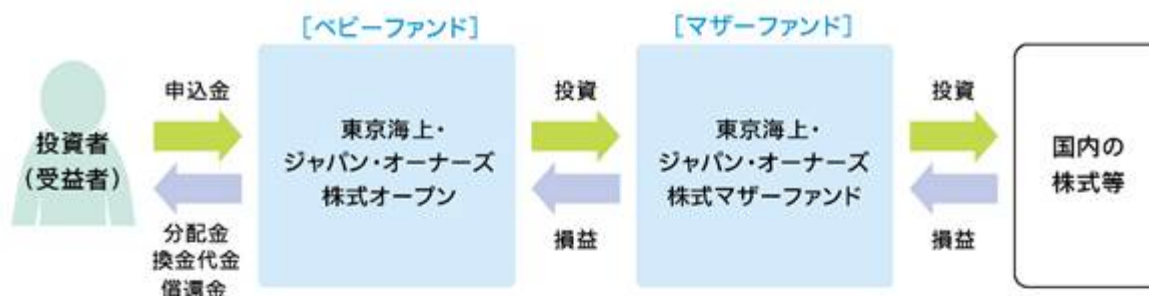 [ベビーファンド]
[マザーファンド]
投資者
(受益者)
申込金
分配金
換金代金
償還金
東京海上・
ジャパン・オーナーズ
株式オープン
投資
損益
東京海上・
ジャパン・オーナーズ
株式マザーファンド
投資
損益
国内の
株式等